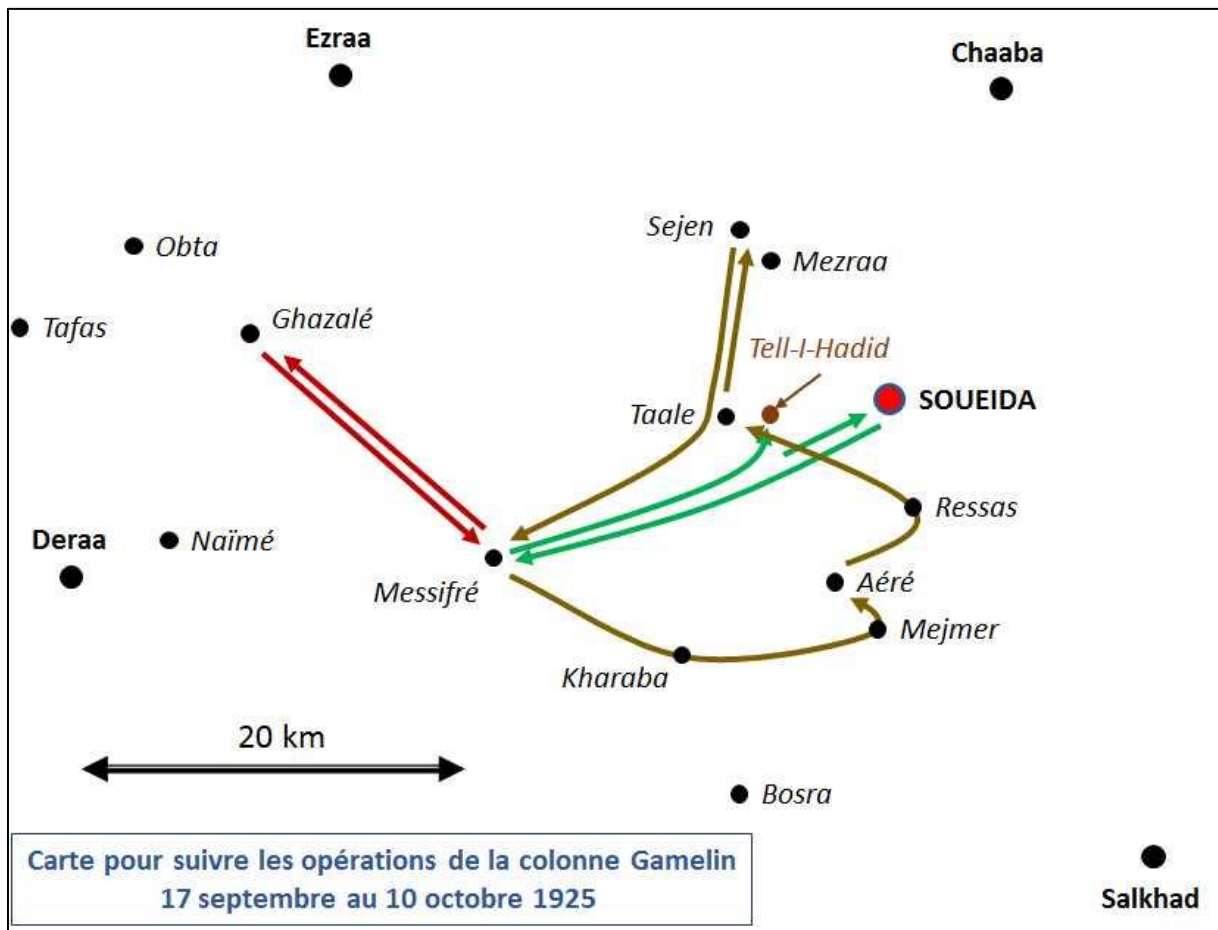 Ezraa
Chaaba
Sejen
Obta
Mezraa
Ghazalé
Tafas
Tell-I-Hadid
SOUEIDA
Taale
Ressas
Deraa
Naïmé
Messifré
Aéré
Mejmer
Kharaba
20 km
Bosra
Carte pour suivre les opérations de la colonne Gamelin
17 septembre au 10 octobre 1925
Salkhad